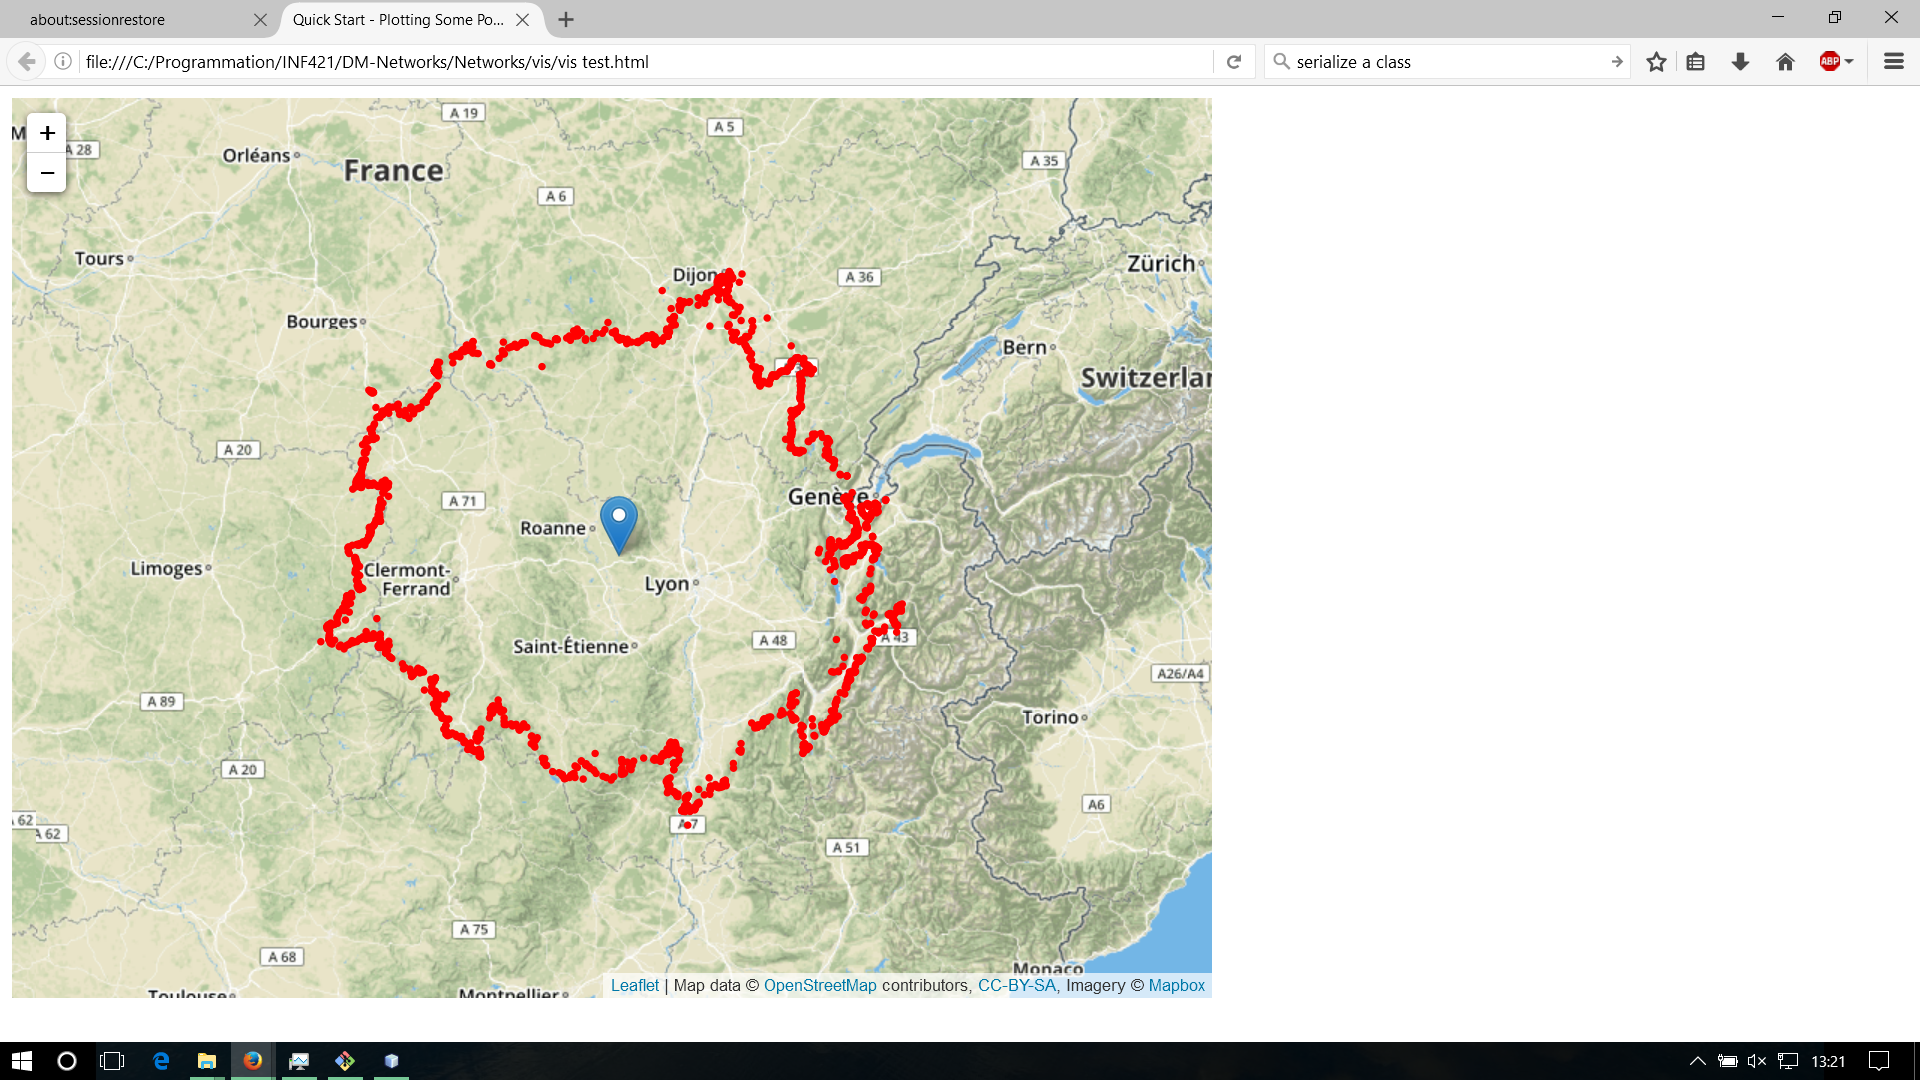 about:sessionrestore
Quick Start - Plotting Some Po...
file:///C:/Programmation/INF421/DM-Networks/Networks/vis/vis test.html
serialize a class
ABP
+
−
M
A 28
A 19
A 5
Orléans
France
A 35
A 6
Tours
Dijon
A 36
Zürich
Bourges
Bern
Switzerlan
A 20
Genève
A 71
Roanne
Limoges
Clermont-
Ferrand
Lyon
Saint-Étienne
A 48
A 43
A26/A4
A 89
Torino
A 20
A6
62
A 62
A 7
A 51
A 75
A 68
Monaco
Toulouse
Montpellier
Leaflet | Map data © OpenStreetMap contributors, CC-BY-SA, Imagery © Mapbox
13:21